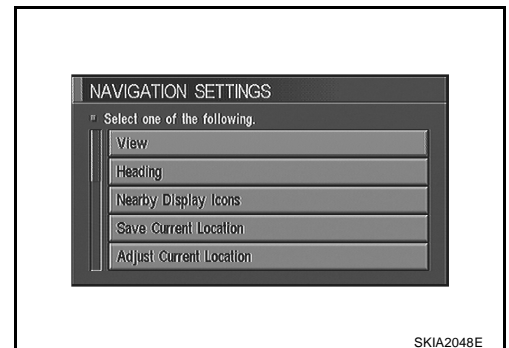 NAVIGATION SETTINGS
Select one of the following.
View
Heading
Nearby Display Icons
Save Current Location
Adjust Current Location
SKIA2048E